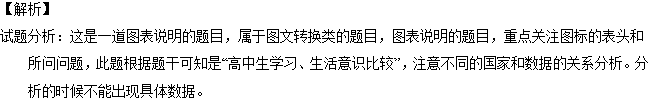 【解析】
试题分析：这是一道图表说明的题目，属于图文转换类的题目，图表说明的题目，重点关注图标的表头和
所问问题，此题根据题干可知是“高中生学习、生活意识比较”，注意不同的国家和数据的关系分析。分
析的时候不能出现具体数据。